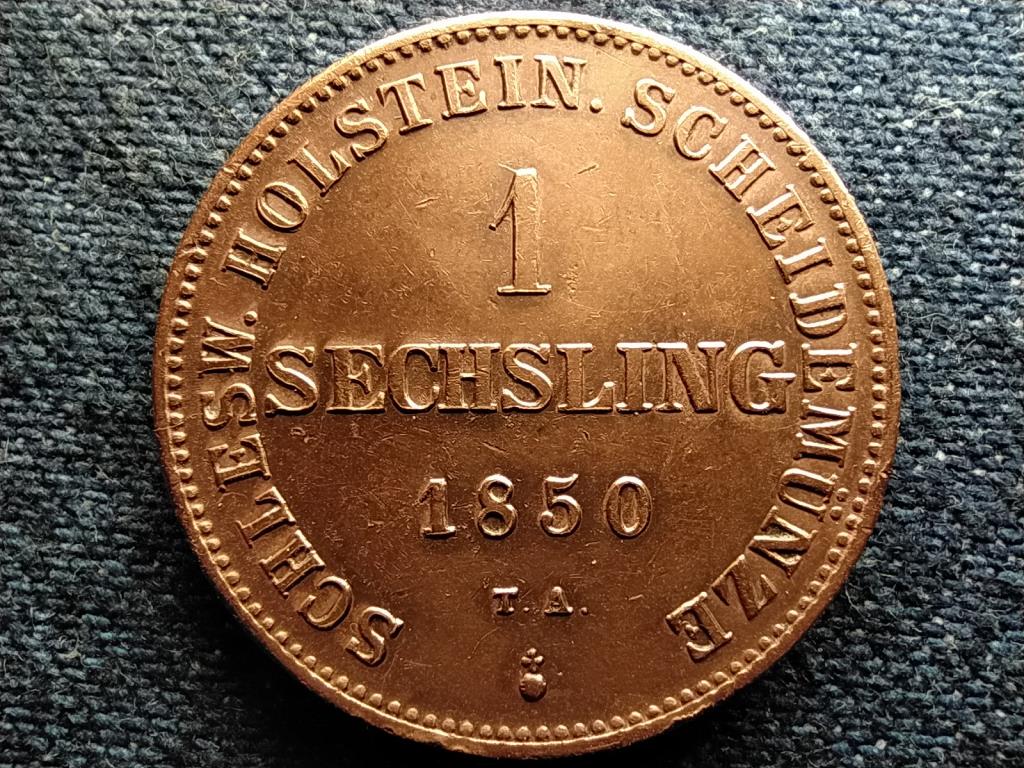 SCHLESW. HOLSTEIN. SCHEIDEMÜNZE
1
SECHSLING
1850
T. A.